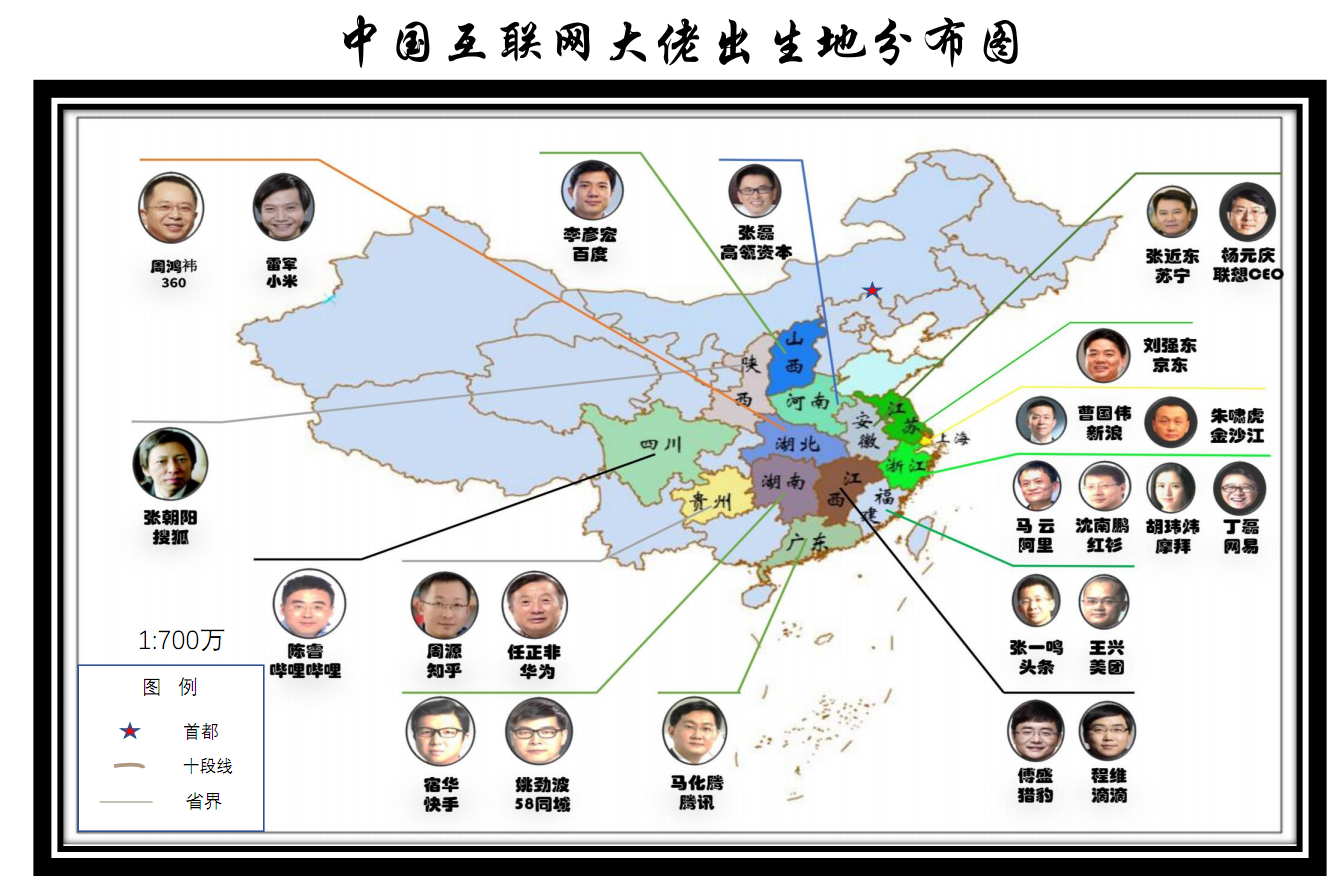 中国互联网大佬出生地分布图
周鸿祎
360
雷军
小米
李彦宏
百度
张磊
高瓴资本
张近东
苏宁
杨元庆
联想CEO
刘强东
京东
曹国伟
新浪
朱啸虎
金沙江
马云
阿里
沈南鹏
红杉
胡玮炜
摩拜
丁磊
网易
张一鸣
头条
王兴
美团
傅盛
猎豹
程维
滴滴
张朝阳
搜狐
陈睿
哔哩哔哩
周源
知乎
任正非
华为
宿华
快手
姚劲波
58同城
马化腾
腾讯
山西
陕西
河南
江苏
安徽
上海
四川
湖北
浙江
湖南
江西
贵州
福建
广东
1:700万
图 例
首都
十段线
省界